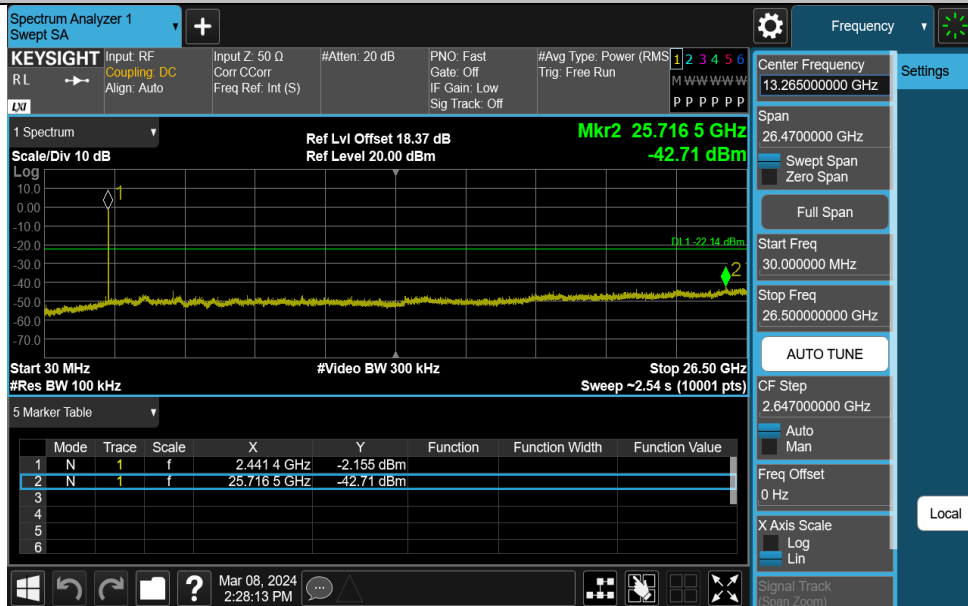 Spectrum Analyzer 1
Swept SA
+
Frequency
KEYSIGHT
RL
LXI
Input: RF
Coupling: DC
Align: Auto
Input Z: 50 Ω
Corr CCorr
Freq Ref: Int (S)
#Atten: 20 dB
PNO: Fast
Gate: Off
IF Gain: Low
Sig Track: Off
#Avg Type: Power (RMS
Trig: Free Run
1 2 3 4 5 6
M W W W W W
P P P P P P
Center Frequency
13.265000000 GHz
Settings
1 Spectrum
Scale/Div 10 dB
Ref Lvl Offset 18.37 dB
Ref Level 20.00 dBm
Mkr2 25.716 5 GHz
-42.71 dBm
Span
26.4700000 GHz
Swept Span
Zero Span
Full Span
Start Freq
30.000000 MHz
Stop Freq
26.500000000 GHz
AUTO TUNE
CF Step
2.647000000 GHz
Auto
Man
Freq Offset
0 Hz
X Axis Scale
Log
Lin
Signal Track
(Span Zoom)
Local
Log
10.0
0.00
-10.0
-20.0
-30.0
-40.0
-50.0
-60.0
-70.0
1
DL1 -22.14 dBm
2
Start 30 MHz
#Video BW 300 kHz
Stop 26.50 GHz
#Res BW 100 kHz
Sweep ~2.54 s (10001 pts)
5 Marker Table
Mode Trace Scale X Y Function Function Width Function Value
1 N 1 f 2.441 4 GHz -2.155 dBm
2 N 1 f 25.716 5 GHz -42.71 dBm
3
4
5
6
?
Mar 08, 2024
2:28:13 PM